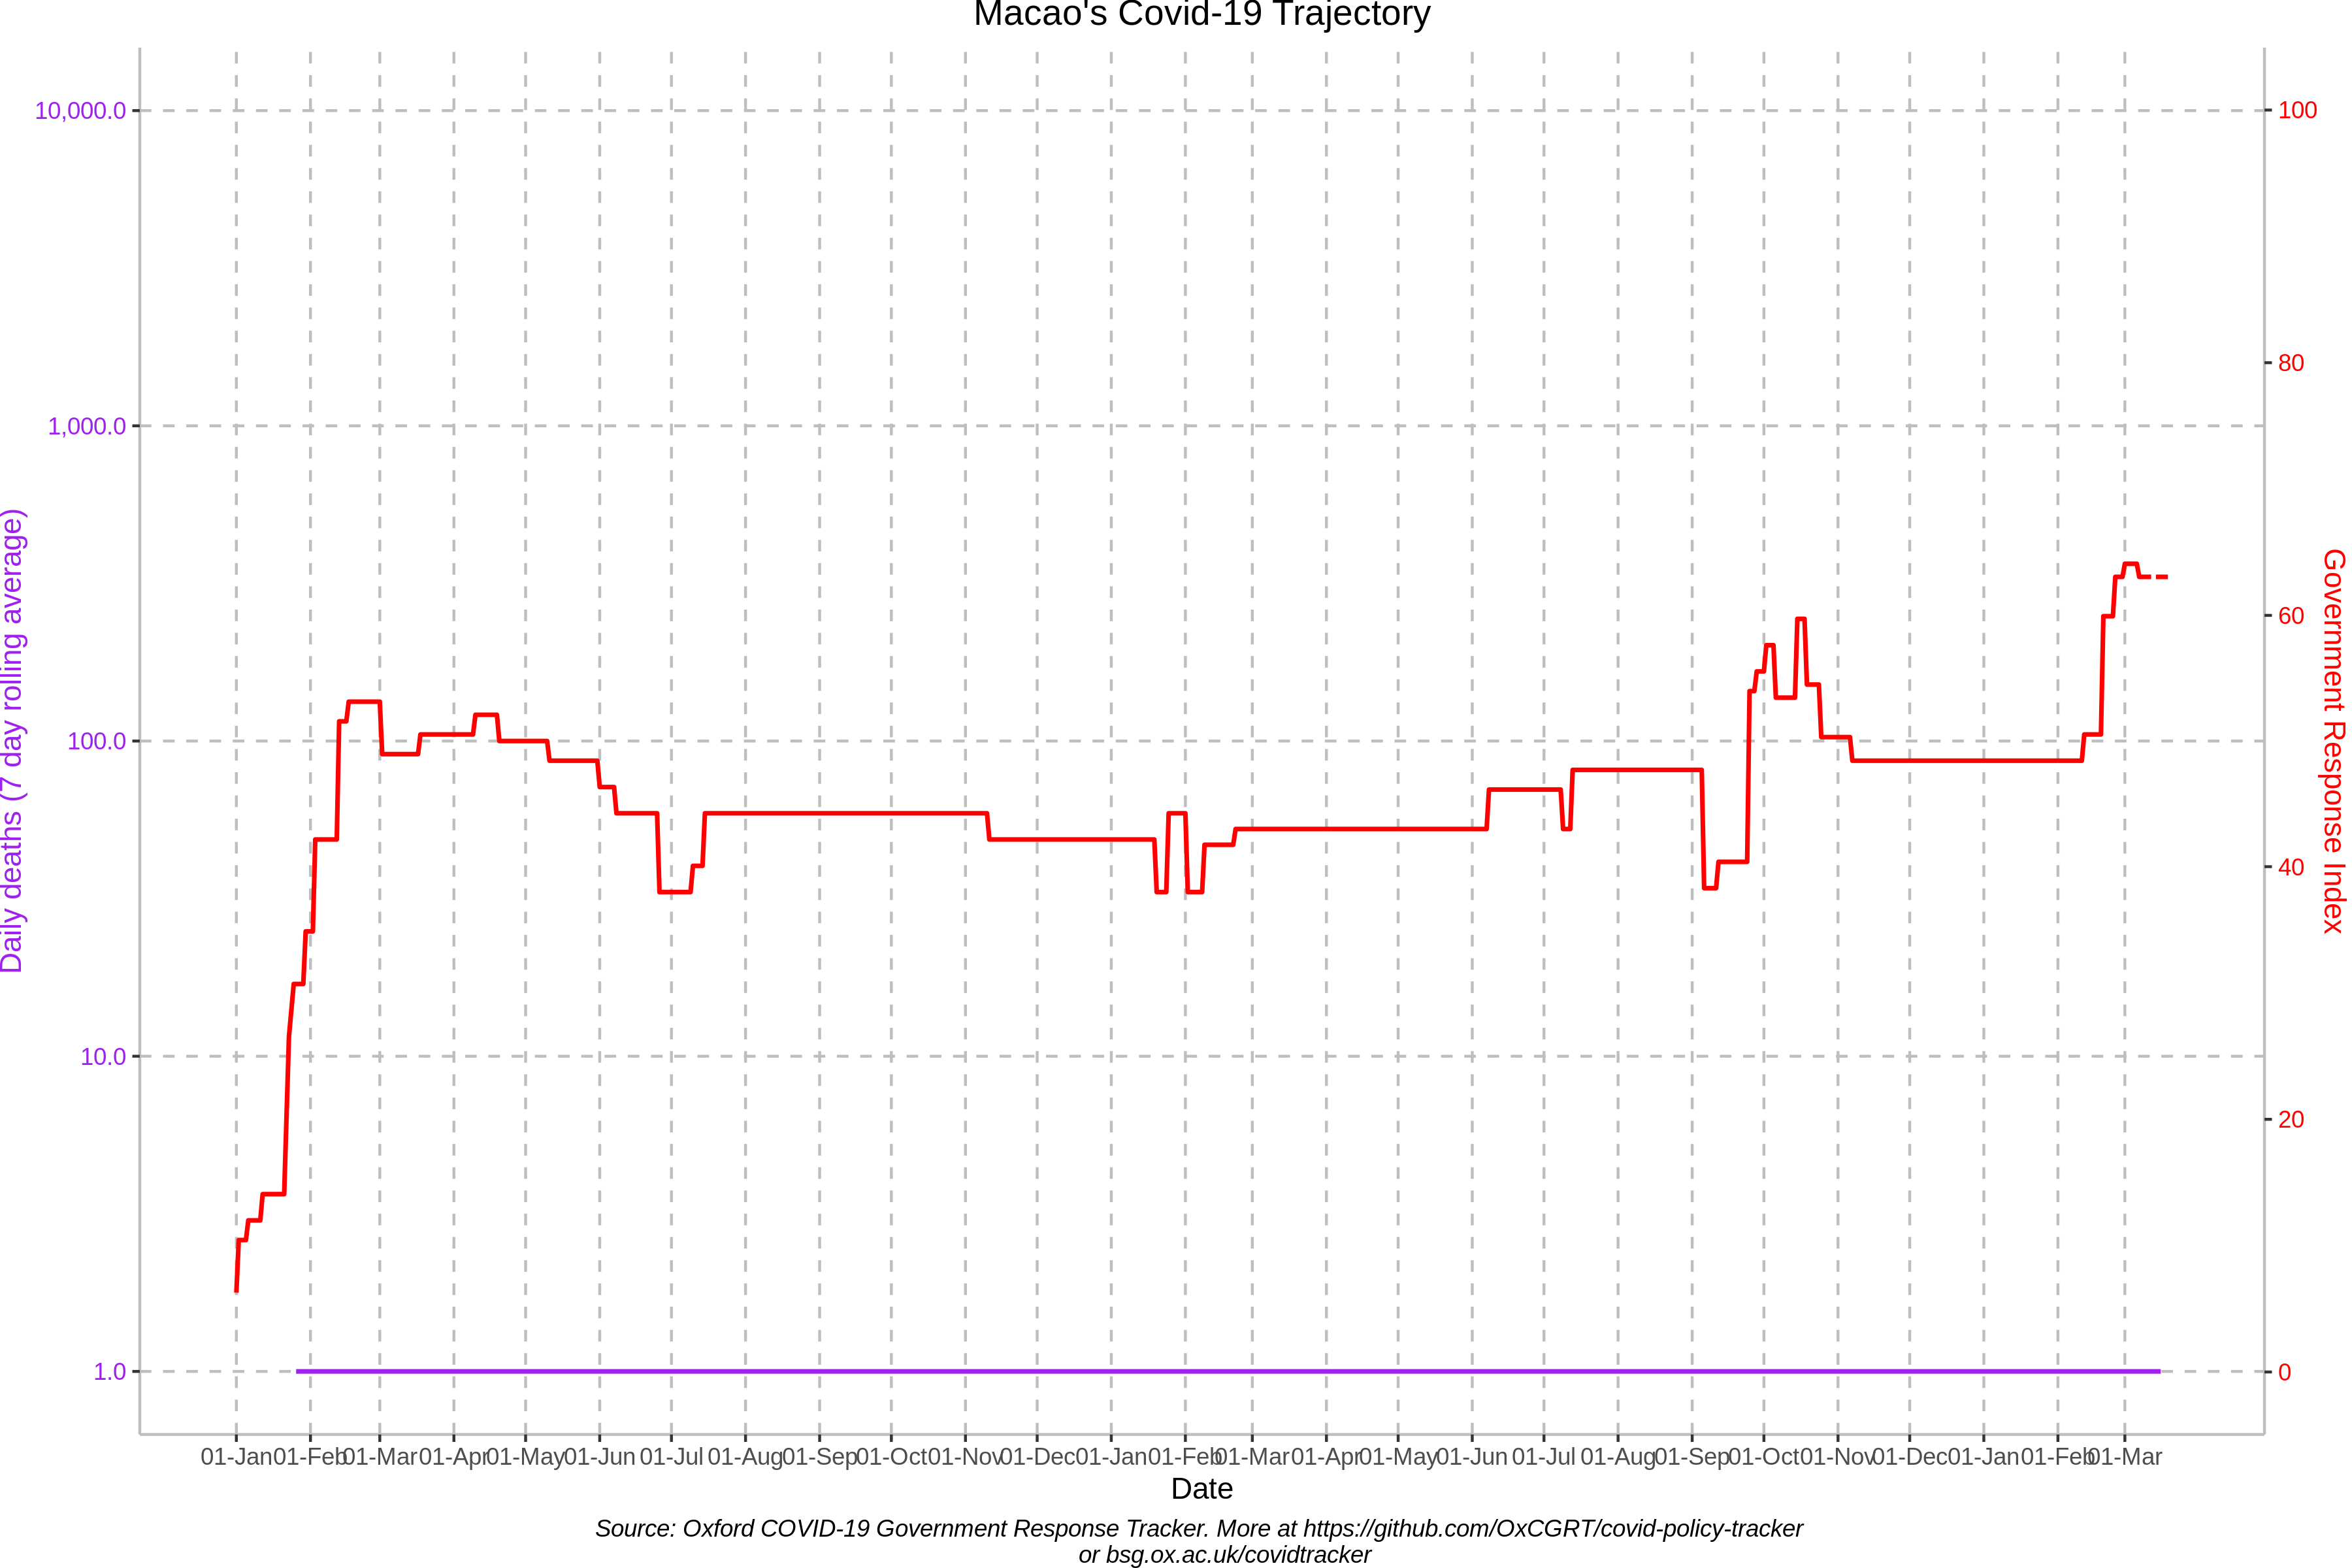 Macao's Covid-19 Trajectory
10,000.0
1,000.0
100.0
10.0
1.0
Daily deaths (7 day rolling average)
100
80
60
40
20
0
Government Response Index
01-Jan 01-Feb 01-Mar 01-Apr 01-May 01-Jun 01-Jul 01-Aug 01-Sep 01-Oct 01-Nov 01-Dec 01-Jan 01-Feb 01-Mar 01-Apr 01-May 01-Jun 01-Jul 01-Aug 01-Sep 01-Oct 01-Nov 01-Dec 01-Jan 01-Feb 01-Mar
Date
Source: Oxford COVID-19 Government Response Tracker. More at https://github.com/OxCGRT/covid-policy-tracker
or bsg.ox.ac.uk/covidtracker